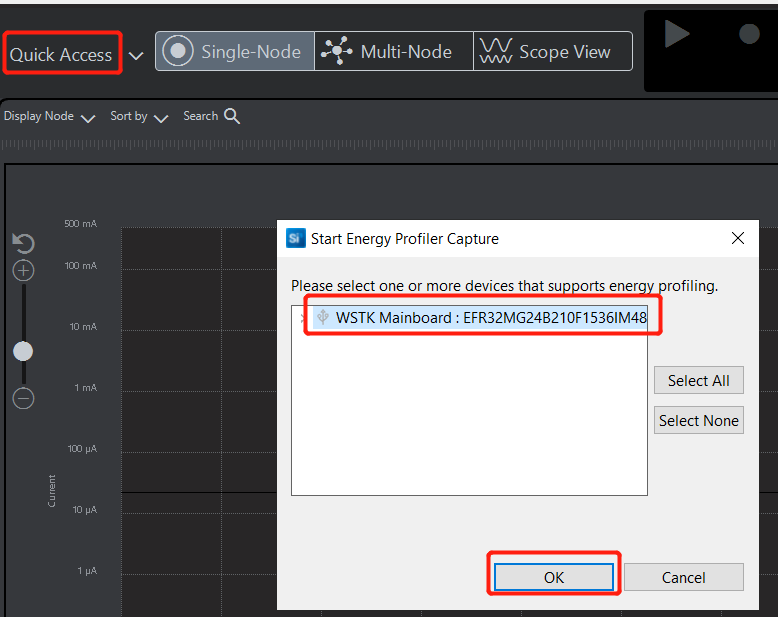 Quick Access
Single-Node
Multi-Node
Scope View
Display Node
Sort by
Search
500 mA
100 mA
10 mA
1 mA
100 µA
Current
10 µA
1 µA
Si
Start Energy Profiler Capture
Please select one or more devices that supports energy profiling.
WSTK Mainboard : EFR32MG24B210F1536IM48
Select All
Select None
OK
Cancel